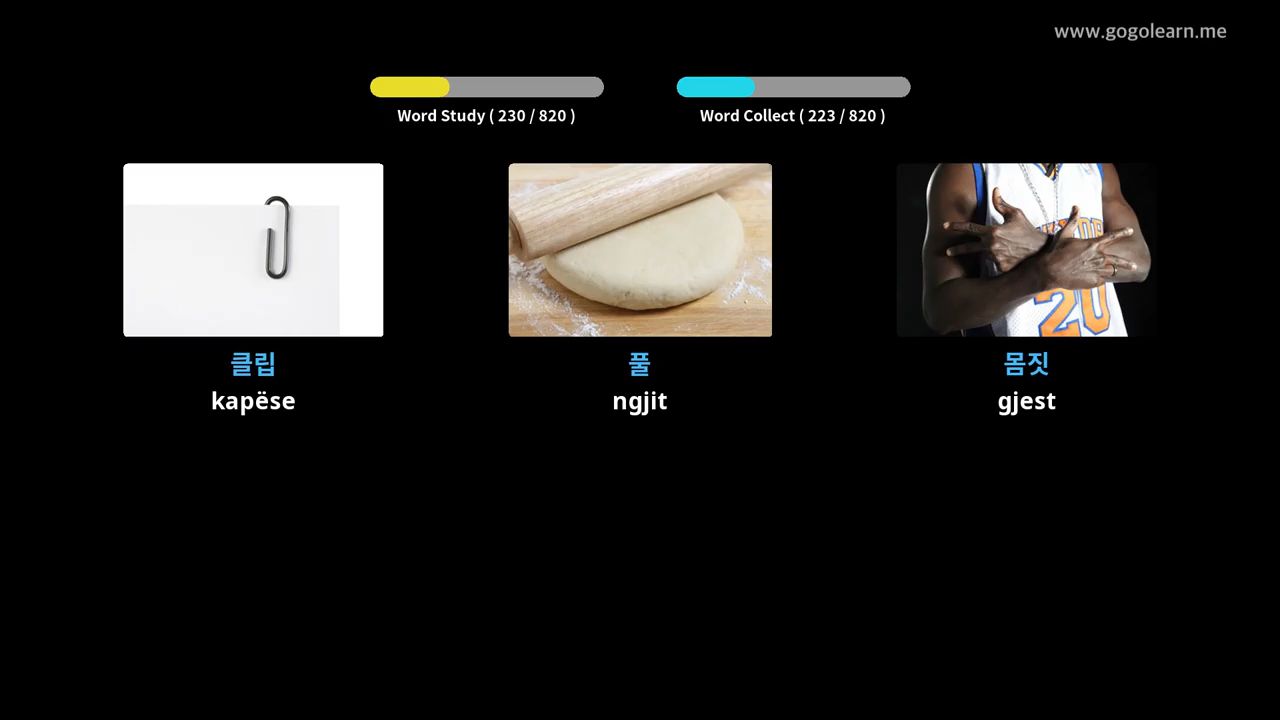 www.gogolearn.me
Word Study ( 230 / 820 )
Word Collect ( 223 / 820 )
20
클립
풀
몸짓
kapëse
ngjit
gjest